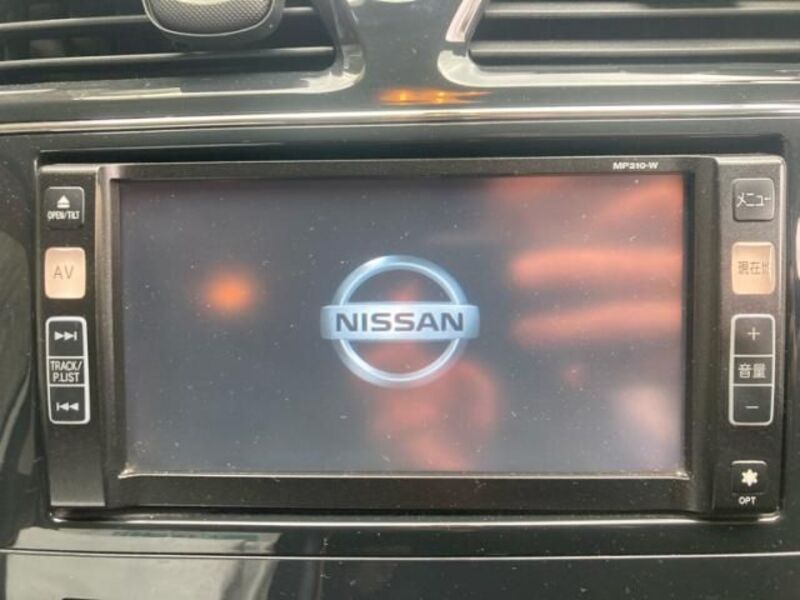 MP310-W
OPEN/TILT
メニュー
AV
現在地
NISSAN
TRACK/
P.LIST
+
音量
−
OPT